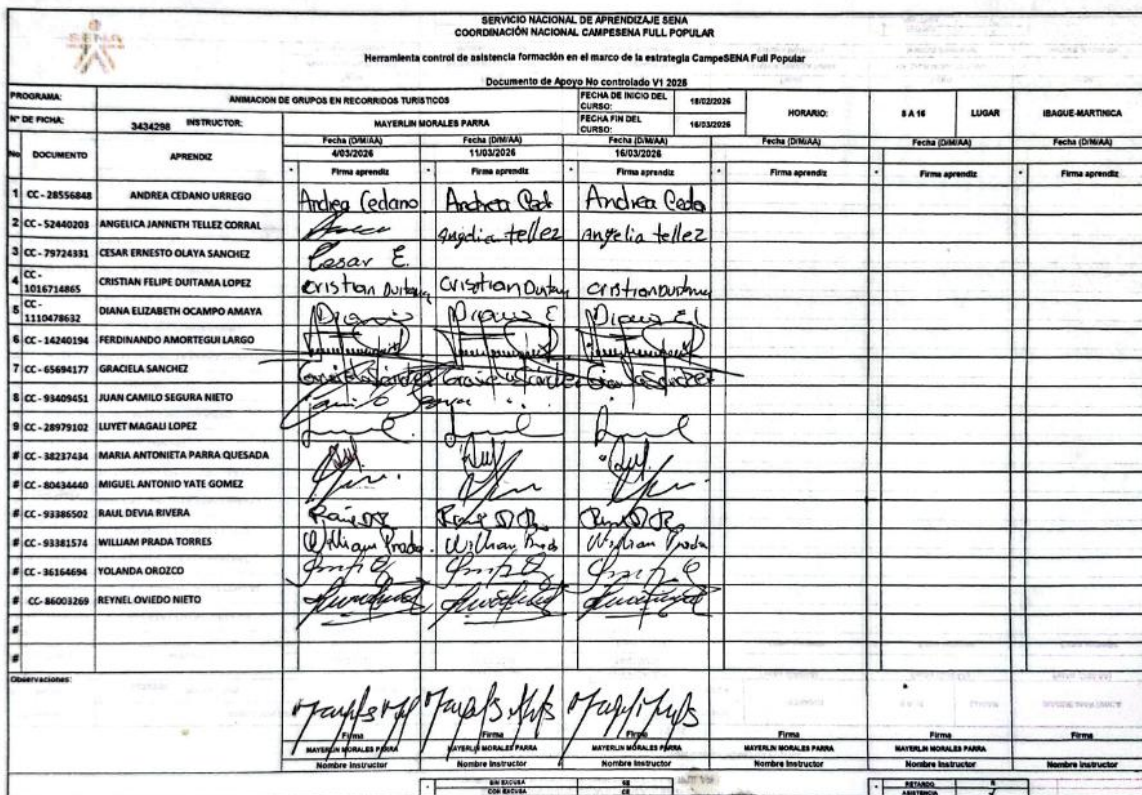 SENA
SERVICIO NACIONAL DE APRENDIZAJE SENA
COORDINACIÓN NACIONAL CAMPESENA FULL POPULAR
Herramienta control de asistencia formación en el marco de la estrategia CampeSENA Full Popular
Documento de Apoyo No controlado V1 2026
PROGRAMA: ANIMACION DE GRUPOS EN RECORRIDOS TURISTICOS FECHA DE INICIO DEL CURSO: 18/02/2026 HORARIO: 8 A 16 LUGAR IBAGUE-MARTINICA
N° DE FICHA: 3434298 INSTRUCTOR: MAYERLIN MORALES PARRA FECHA FIN DEL CURSO: 16/03/2026
No DOCUMENTO APRENDIZ Fecha (D/M/AA) Fecha (D/M/AA) Fecha (D/M/AA) Fecha (D/M/AA) Fecha (D/M/AA) Fecha (D/M/AA)
4/03/2026 11/03/2026 16/03/2026
* Firma aprendiz * Firma aprendiz * Firma aprendiz * Firma aprendiz * Firma aprendiz * Firma aprendiz
1 CC - 28556848 ANDREA CEDANO URREGO Andrea Cedano Andrea Ced Andrea Ceda
2 CC - 52440203 ANGELICA JANNETH TELLEZ CORRAL angelia tellez angelia tellez
3 CC - 79724331 CESAR ERNESTO OLAYA SANCHEZ Cesar E.
4 CC - 1016714865 CRISTIAN FELIPE DUITAMA LOPEZ cristian cristian
5 CC - 1110478632 DIANA ELIZABETH OCAMPO AMAYA
6 CC - 14240194 FERDINANDO AMORTEGUI LARGO
7 CC - 65694177 GRACIELA SANCHEZ
8 CC - 93409451 JUAN CAMILO SEGURA NIETO Camilo
9 CC - 28979102 LUYET MAGALI LOPEZ
# CC - 38237434 MARIA ANTONIETA PARRA QUESADA
# CC - 80434440 MIGUEL ANTONIO YATE GOMEZ
# CC - 93386502 RAUL DEVIA RIVERA
# CC - 93381574 WILLIAM PRADA TORRES William Prada William William Prada
# CC - 36164694 YOLANDA OROZCO
# CC- 86003269 REYNEL OVIEDO NIETO
#
#
Observaciones:
Firma Firma Firma Firma Firma Firma
MAYERLIN MORALES PARRA MAYERLIN MORALES PARRA MAYERLIN MORALES PARRA MAYERLIN MORALES PARRA MAYERLIN MORALES PARRA
Nombre Instructor Nombre Instructor Nombre Instructor Nombre Instructor Nombre Instructor Nombre Instructor
* SIN EXCUSA SE * RETARDO R
CON EXCUSA CE ASISTENCIA ✓